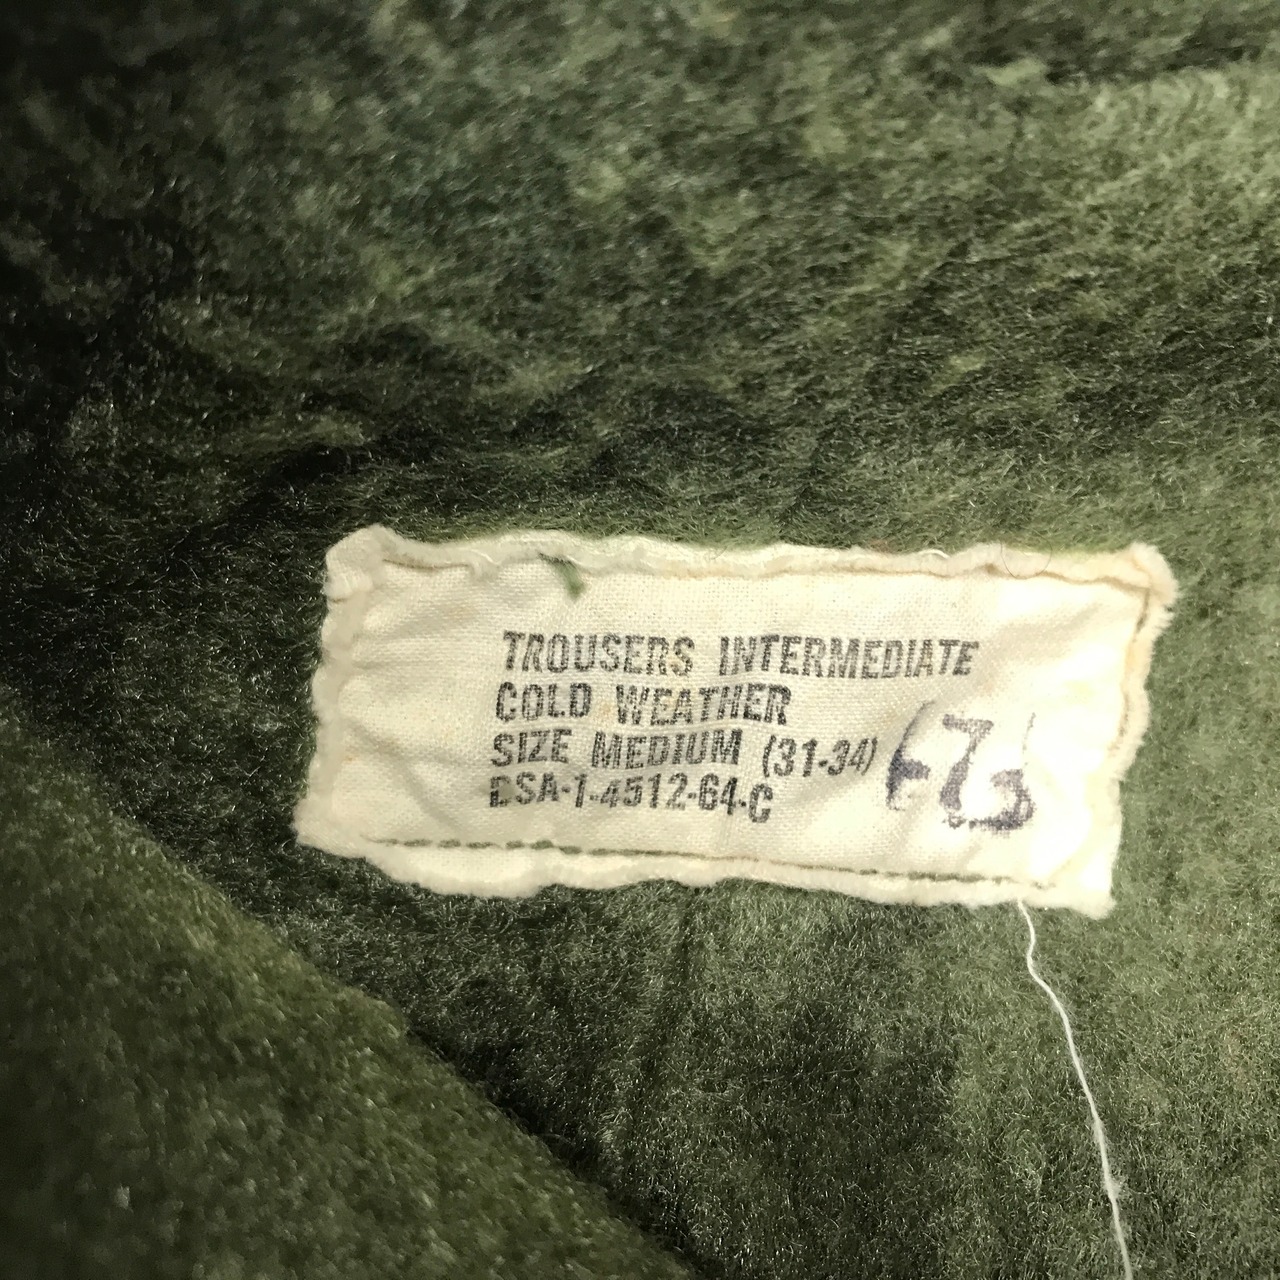 TROUSERS INTERMEDIATE
COLD WEATHER
SIZE MEDIUM (31-34)
DSA-1-4512-64-C